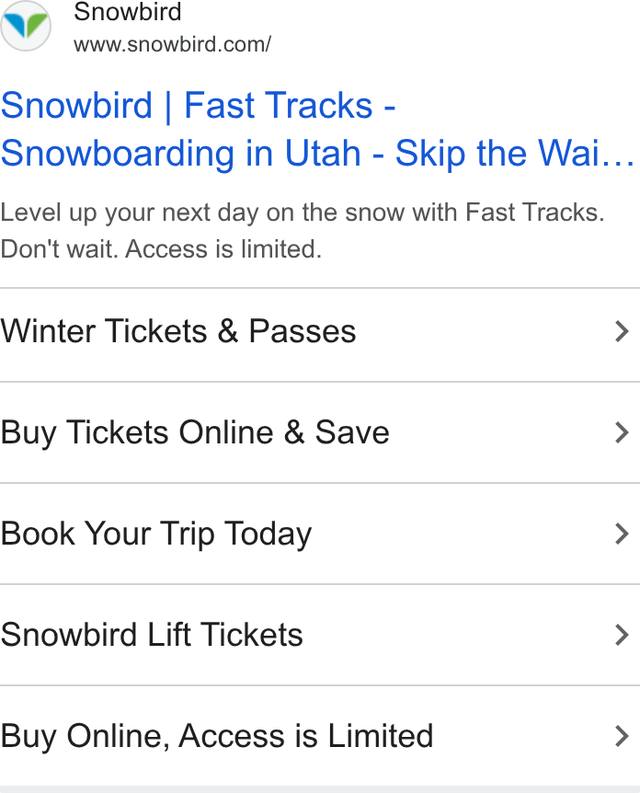 Snowbird
www.snowbird.com/
Snowbird | Fast Tracks -
Snowboarding in Utah - Skip the Wai...
Level up your next day on the snow with Fast Tracks.
Don't wait. Access is limited.
Winter Tickets & Passes
Buy Tickets Online & Save
Book Your Trip Today
Snowbird Lift Tickets
Buy Online, Access is Limited